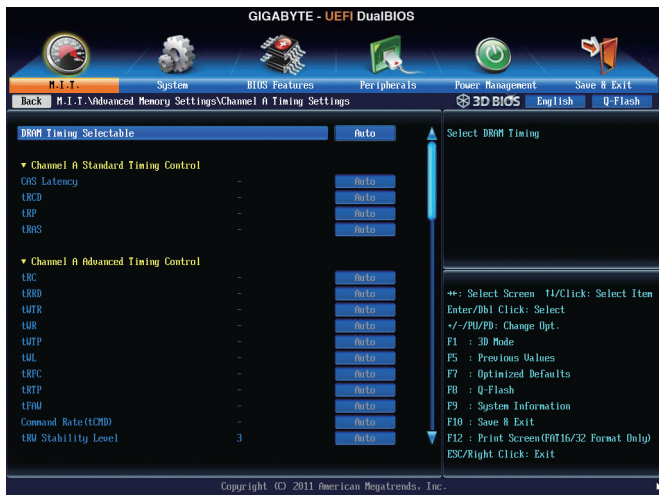 GIGABYTE - UEFI DualBIOS
M.I.T. System BIOS Features Peripherals Power Management Save & Exit
Back M.I.T.\Advanced Memory Settings\Channel A Timing Settings 3D BIOS English Q-Flash
DRAM Timing Selectable Auto
▼ Channel A Standard Timing Control
CAS Latency - Auto
tRCD - Auto
tRP - Auto
tRAS - Auto
▼ Channel A Advanced Timing Control
tRC - Auto
tRRD - Auto
tWTR - Auto
tWR - Auto
tWTP - Auto
tWL - Auto
tRFC - Auto
tRTP - Auto
tFAW - Auto
Command Rate(tCMD) - Auto
tRW Stability Level 3 Auto
Select DRAM Timing
→←: Select Screen ↑↓/Click: Select Item
Enter/Dbl Click: Select
+/-/PU/PD: Change Opt.
F1 : 3D Mode
F5 : Previous Values
F7 : Optimized Defaults
F8 : Q-Flash
F9 : System Information
F10 : Save & Exit
F12 : Print Screen(FAT16/32 Format Only)
ESC/Right Click: Exit
Copyright (C) 2011 American Megatrends, Inc.